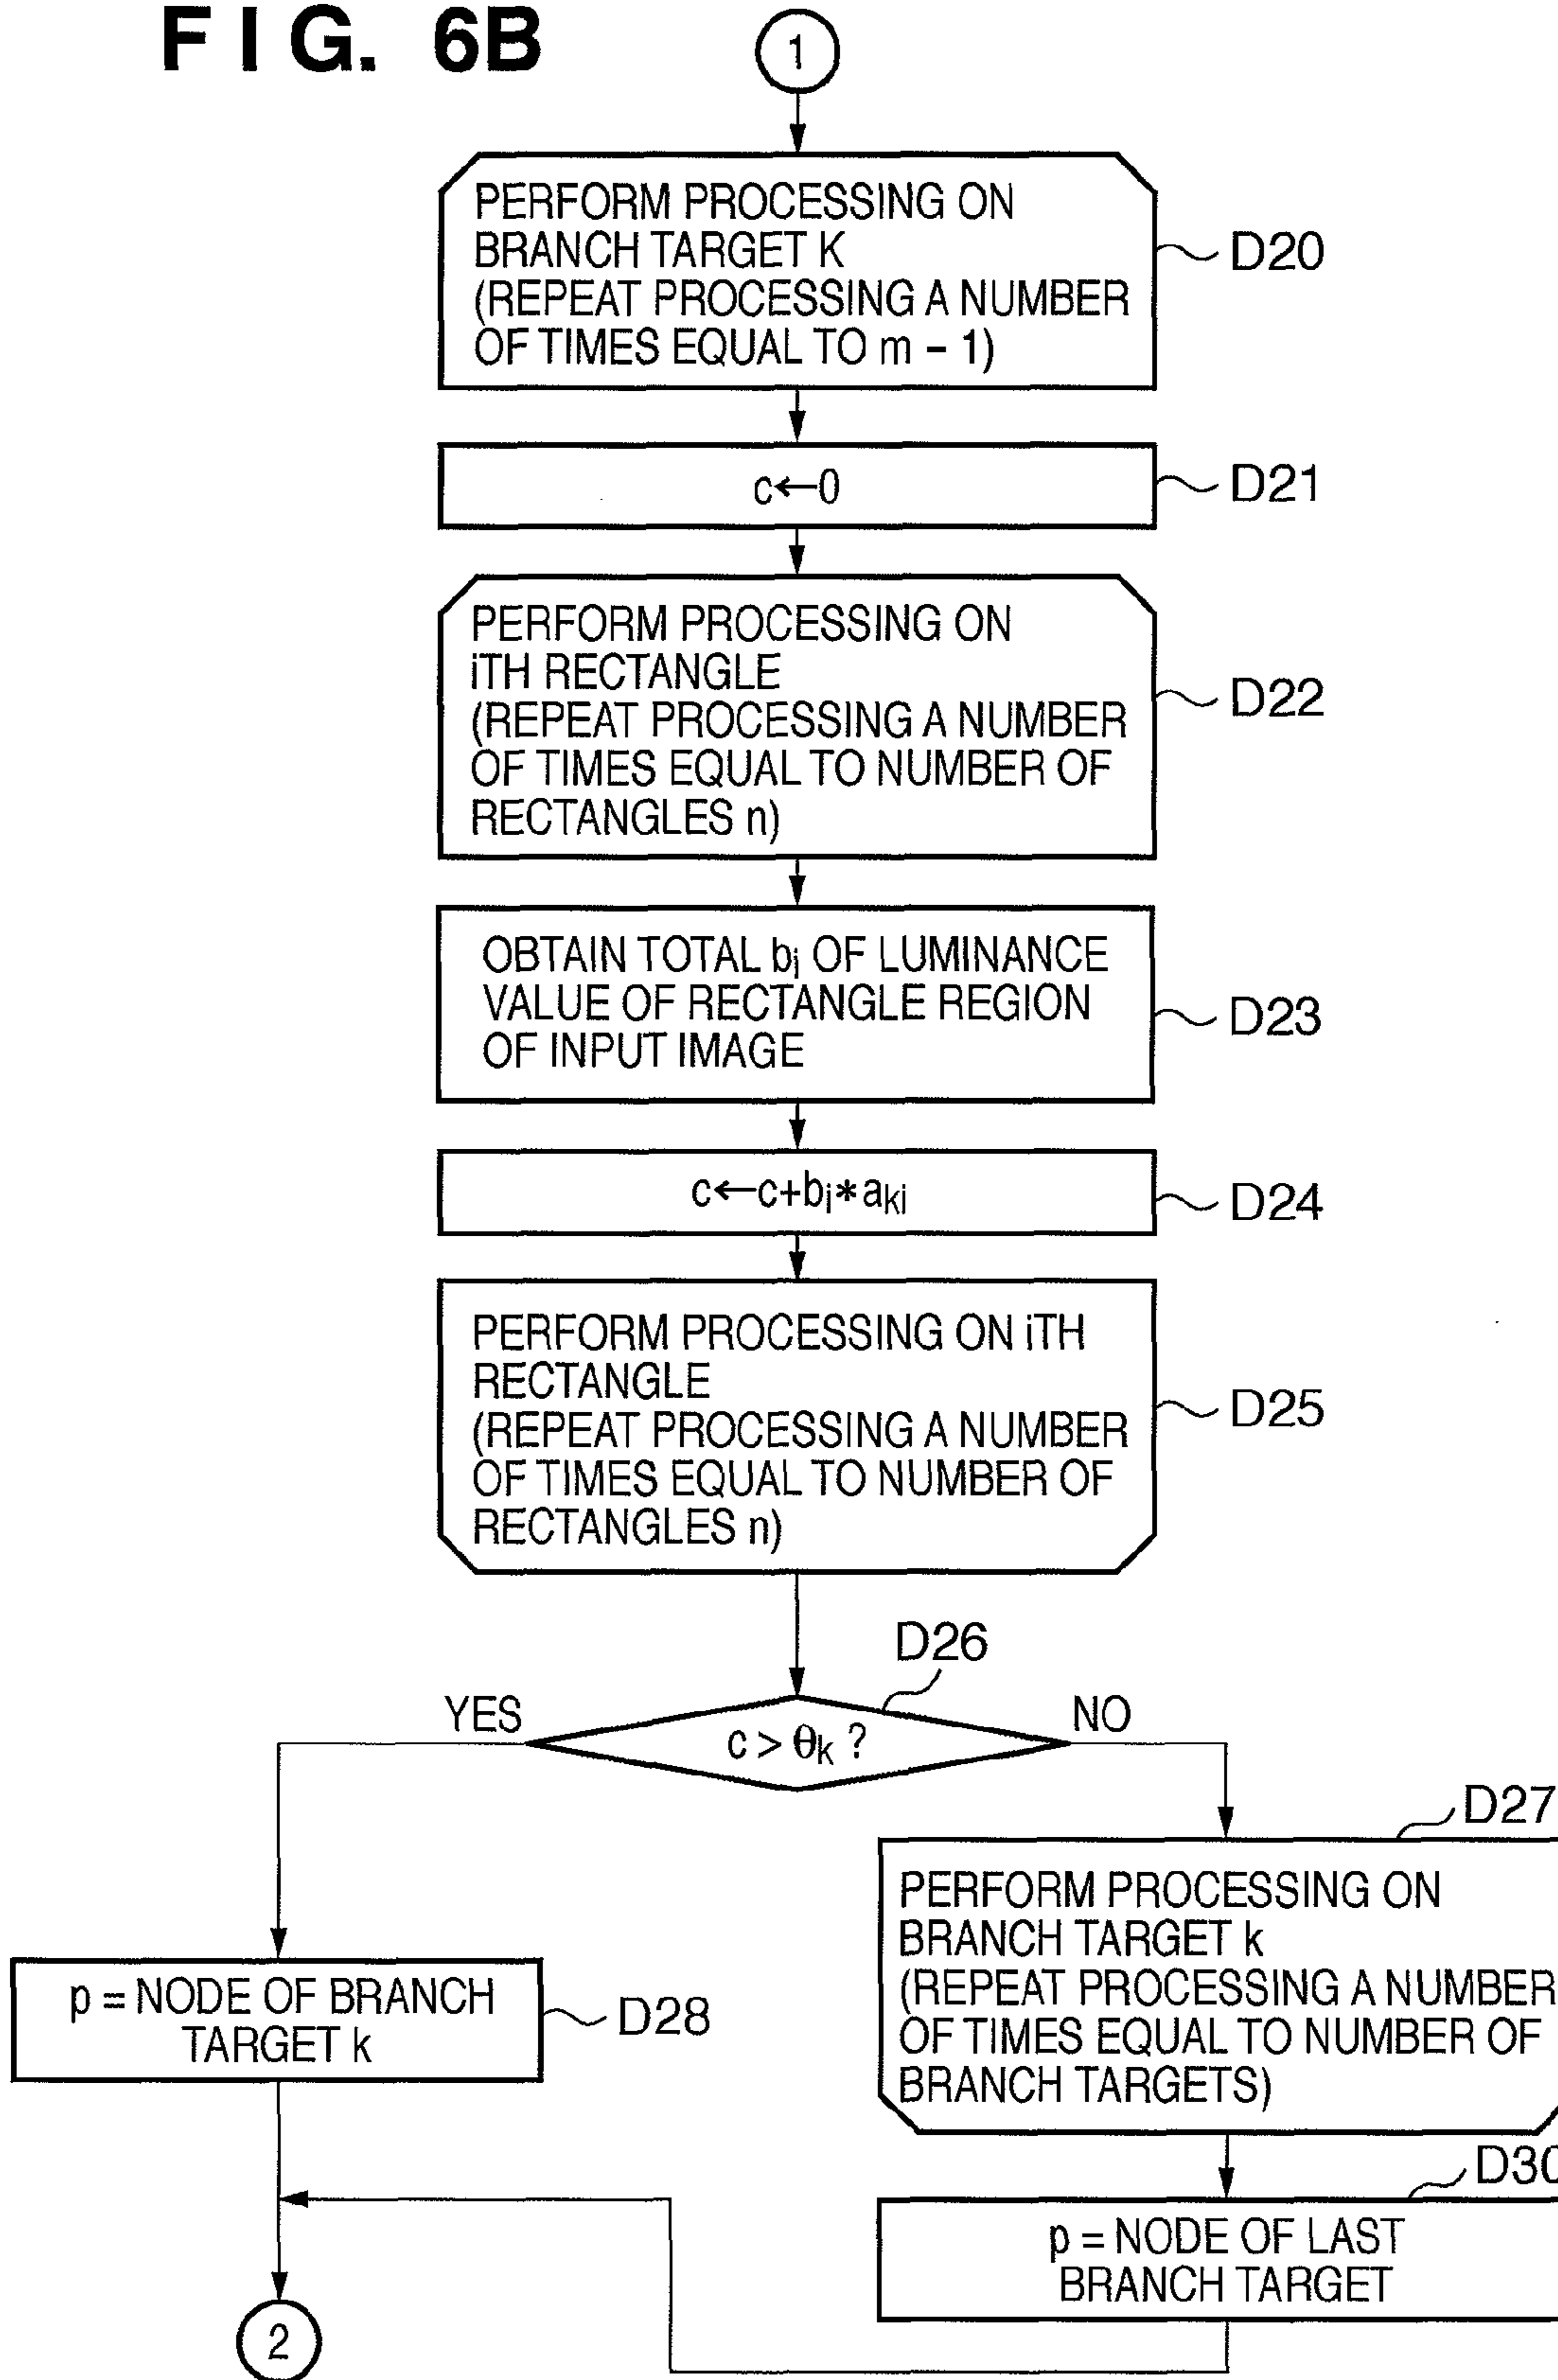 FIG. 6B
1
PERFORM PROCESSING ON
BRANCH TARGET K
(REPEAT PROCESSING A NUMBER
OF TIMES EQUAL TO m – 1)
D20
c←0
D21
PERFORM PROCESSING ON
iTH RECTANGLE
(REPEAT PROCESSING A NUMBER
OF TIMES EQUAL TO NUMBER OF
RECTANGLES n)
D22
OBTAIN TOTAL bi OF LUMINANCE
VALUE OF RECTANGLE REGION
OF INPUT IMAGE
D23
c←c+bi*aki
D24
PERFORM PROCESSING ON iTH
RECTANGLE
(REPEAT PROCESSING A NUMBER
OF TIMES EQUAL TO NUMBER OF
RECTANGLES n)
D25
D26
YES
c > θk ?
NO
D27
PERFORM PROCESSING ON
BRANCH TARGET k
(REPEAT PROCESSING A NUMBER
OF TIMES EQUAL TO NUMBER OF
BRANCH TARGETS)
p = NODE OF BRANCH
TARGET k
D28
D30
p = NODE OF LAST
BRANCH TARGET
2